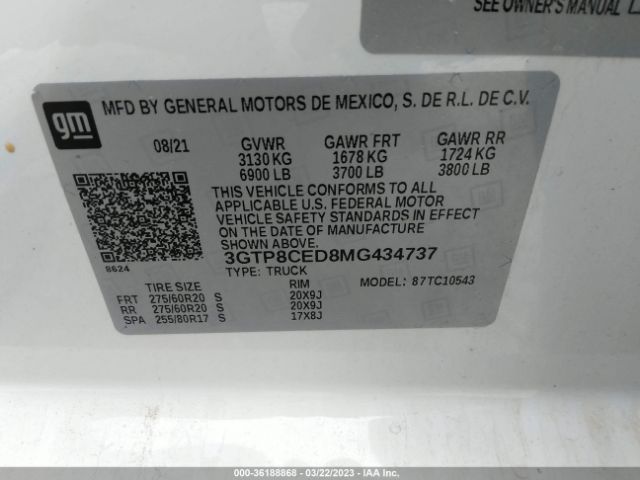 SEE OWNER'S MANUAL
gm
MFD BY GENERAL MOTORS DE MEXICO, S. DE R.L. DE C.V.
08/21 GVWR GAWR FRT GAWR RR
3130 KG 1678 KG 1724 KG
6900 LB 3700 LB 3800 LB
THIS VEHICLE CONFORMS TO ALL
APPLICABLE U.S. FEDERAL MOTOR
VEHICLE SAFETY STANDARDS IN EFFECT
ON THE DATE OF MANUFACTURE
SHOWN ABOVE.
8624
3GTP8CED8MG434737
TYPE: TRUCK MODEL: 87TC10543
TIRE SIZE RIM
FRT 275/60R20 S 20X9J
RR 275/60R20 S 20X9J
SPA 255/80R17 S 17X8J
000-36188868 - 03/22/2023 - IAA Inc.